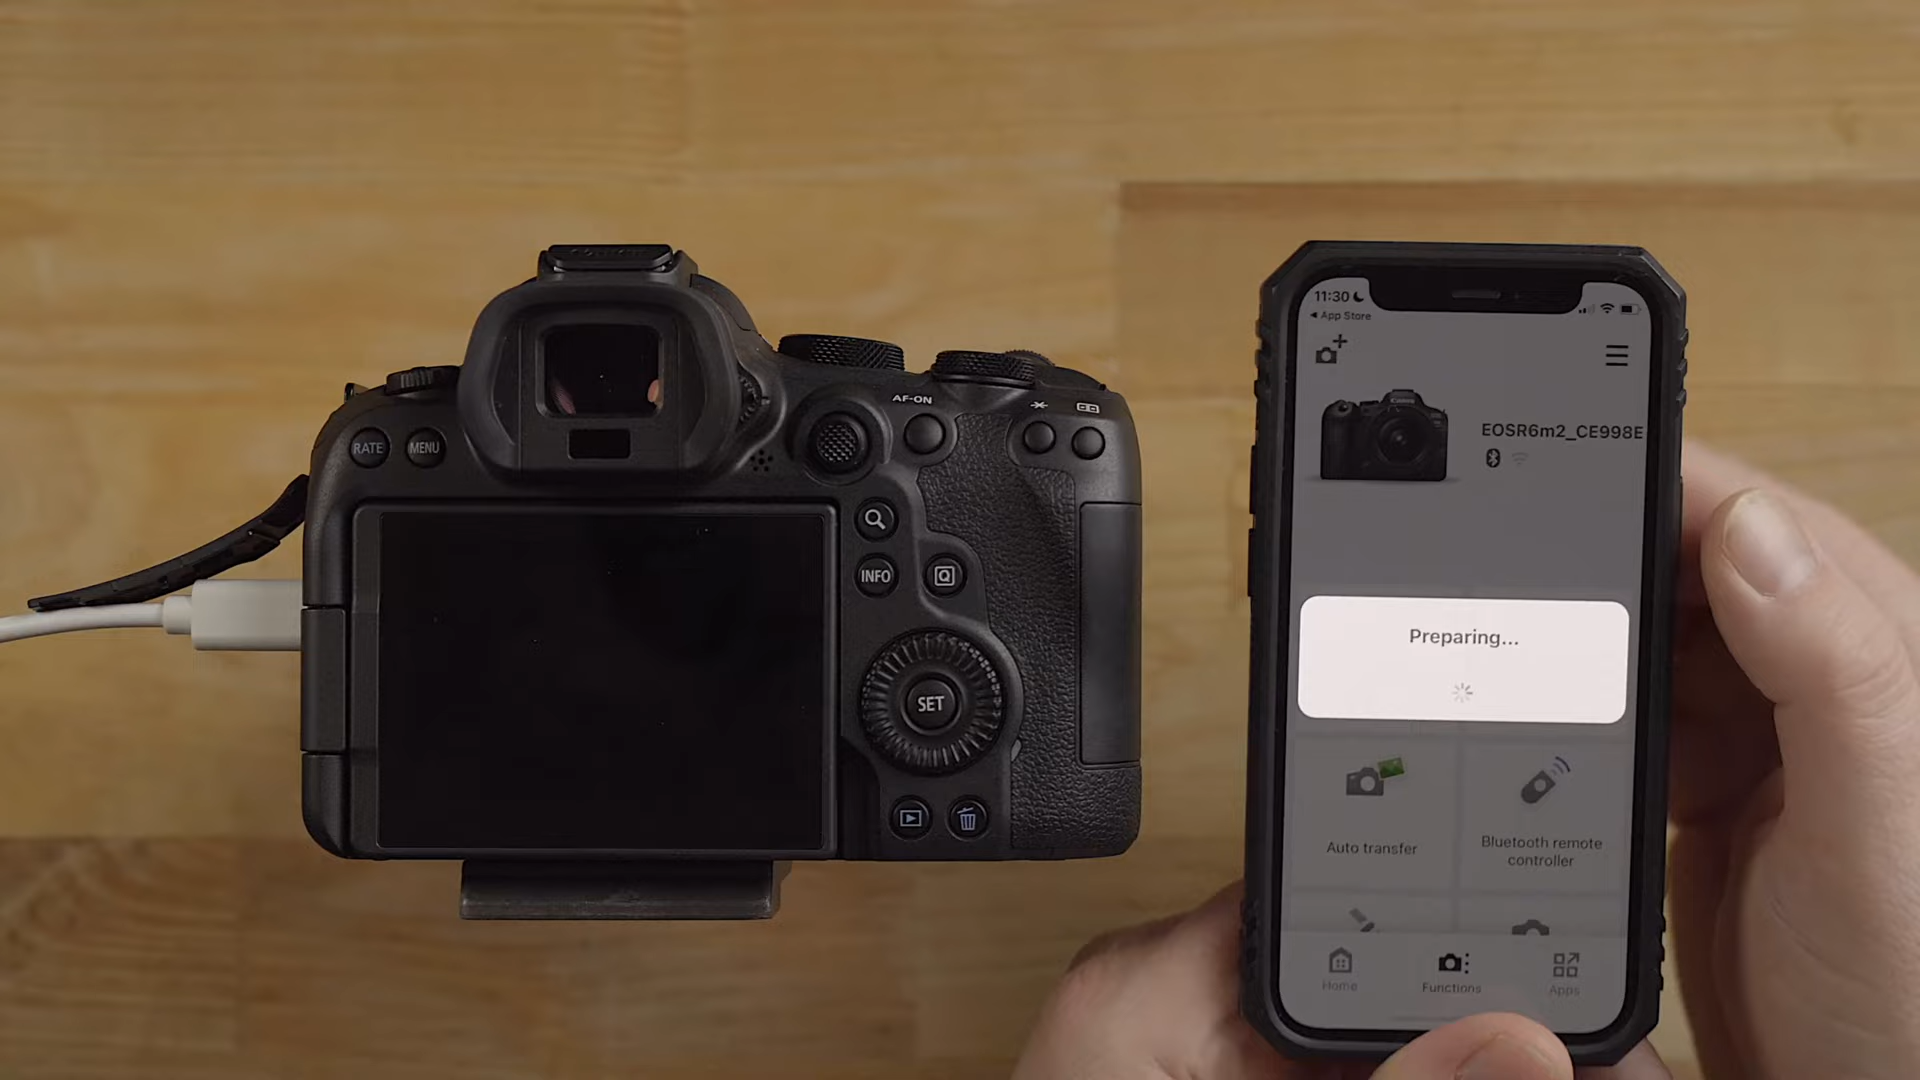 AF-ON
RATE
MENU
INFO
Q
SET
11:30
App Store
EOSR6m2_CE998E
Preparing...
Auto transfer
Bluetooth remote
controller
Home
Functions
Apps